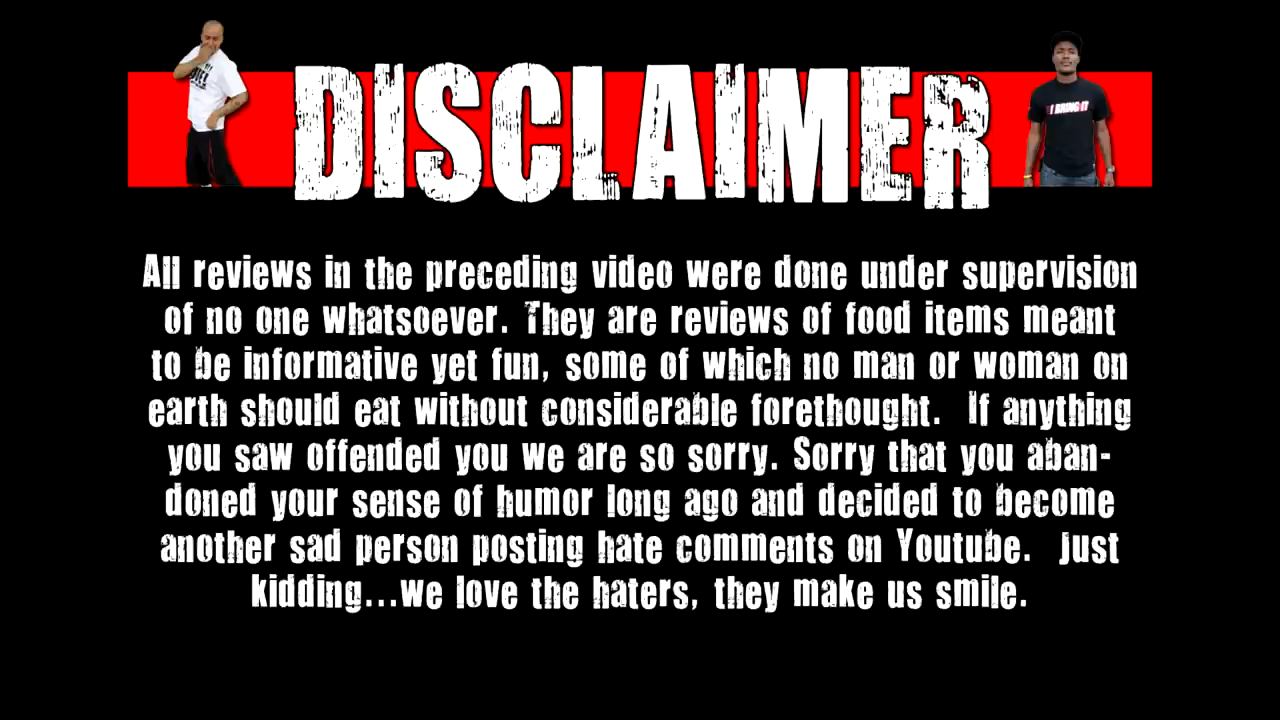 DISCLAIMER
I BRING IT
All reviews in the preceding video were done under supervision
of no one whatsoever. They are reviews of food items meant
to be informative yet fun, some of which no man or woman on
earth should eat without considerable forethought. If anything
you saw offended you we are so sorry. Sorry that you aban-
doned your sense of humor long ago and decided to become
another sad person posting hate comments on Youtube. Just
kidding...we love the haters, they make us smile.